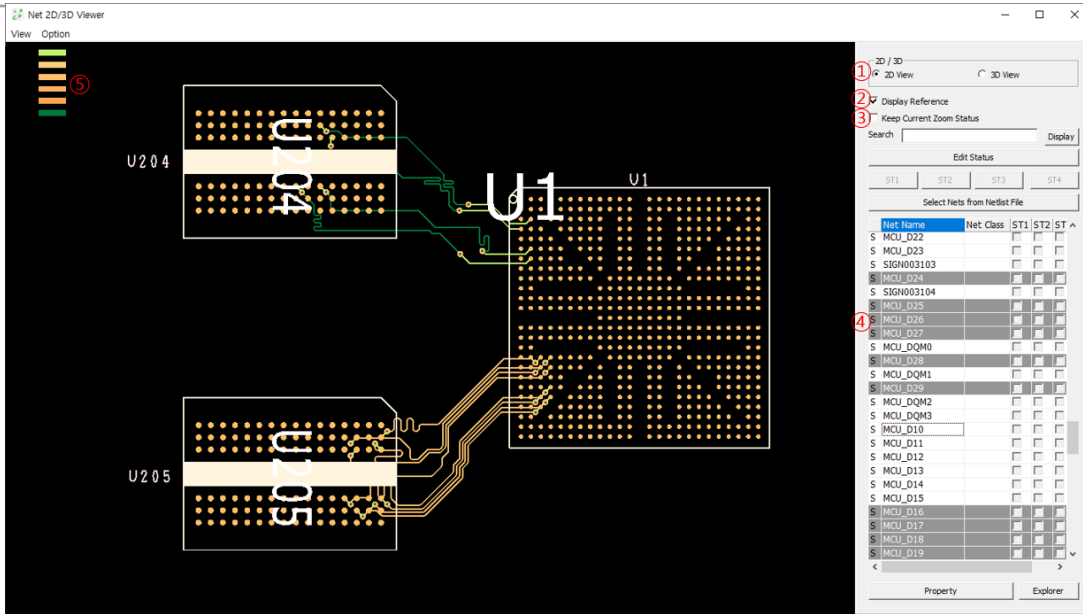 Net 2D/3D Viewer
View Option
⑤
U204
U204
U1
U1
U205
U205
2D / 3D
① 2D View 3D View
② Display Reference
③ Keep Current Zoom Status
Search Display
Edit Status
ST1 ST2 ST3 ST4
Select Nets from Netlist File
Net Name Net Class ST1 ST2 ST
S MCU_D22
S MCU_D23
S SIGN003103
S MCU_D24
S SIGN003104
S MCU_D25
④ S MCU_D26
S MCU_D27
S MCU_DQM0
S MCU_D28
S MCU_DQM1
S MCU_D29
S MCU_DQM2
S MCU_DQM3
S MCU_D10
S MCU_D11
S MCU_D12
S MCU_D13
S MCU_D14
S MCU_D15
S MCU_D16
S MCU_D17
S MCU_D18
S MCU_D19
Property Explorer